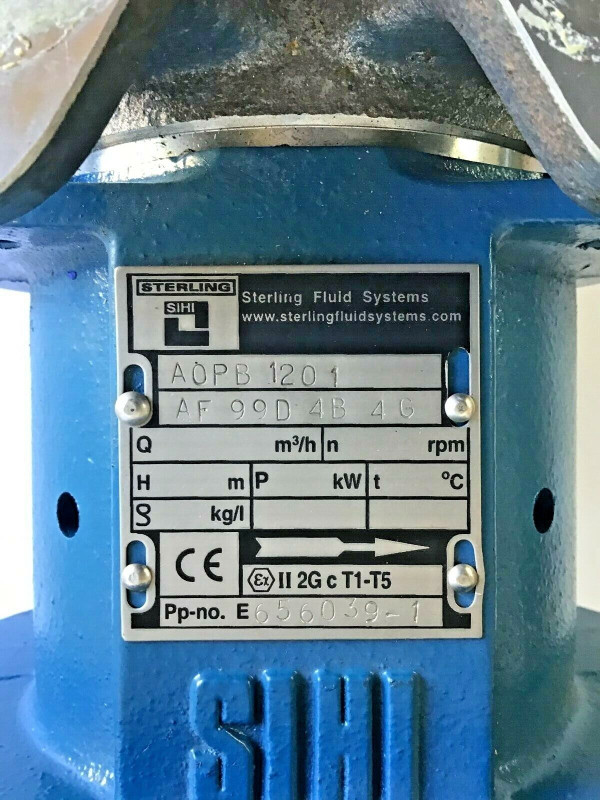 STERLING
SIHI
Sterling Fluid Systems
www.sterlingfluidsystems.com
AOPB 1201
AF 99D 4B 4G
Q m³/h n rpm
H m P kW t °C
ρ kg/l
CE
εx II 2G c T1-T5
Pp-no. E 656039-1
SIHI